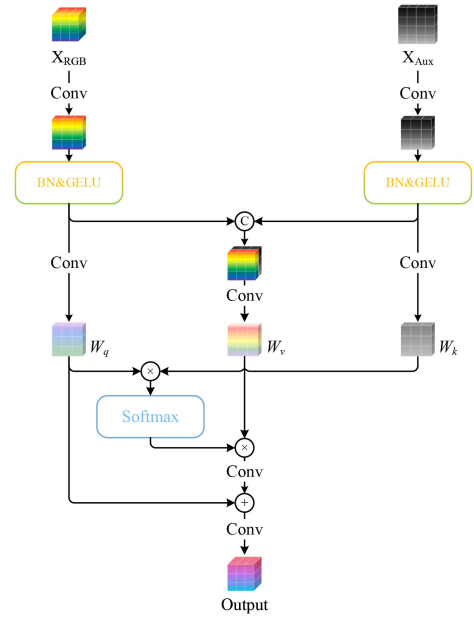 X_RGB X_Aux
Conv Conv
BN&GELU BN&GELU
C
Conv Conv
Conv
W_q W_v W_k
×
Softmax
×
Conv
+
Conv
Output